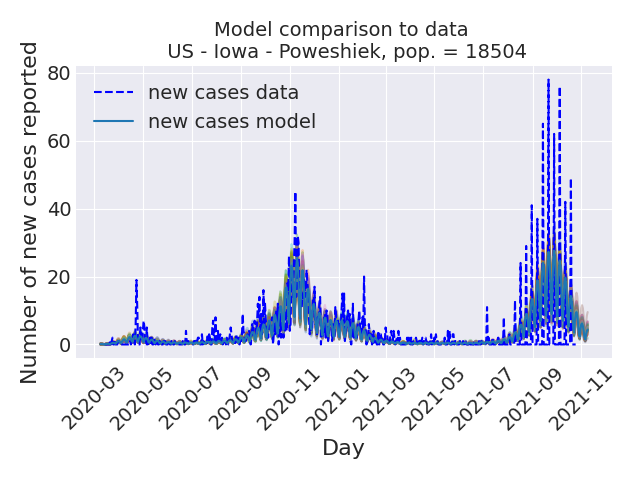 Model comparison to data
US - Iowa - Poweshiek, pop. = 18504
Number of new cases reported
80
60
40
20
0
new cases data
new cases model
2020-03
2020-05
2020-07
2020-09
2020-11
2021-01
2021-03
2021-05
2021-07
2021-09
2021-11
Day